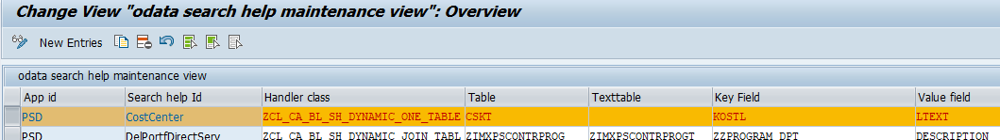 Change View "odata search help maintenance view": Overview
New Entries
odata search help maintenance view
App id Search help Id Handler class Table Texttable Key Field Value field
PSD CostCenter ZCL_CA_BL_SH_DYNAMIC_ONE_TABLE CSKT KOSTL LTEXT
PSD DelPortfDirectServ ZCL_CA_BL_SH_DYNAMIC_JOIN_TABL ZIMXPSCONTRPROG ZIMXPSCONTRPROGT ZZPROGRAM_DPT DESCRIPTION